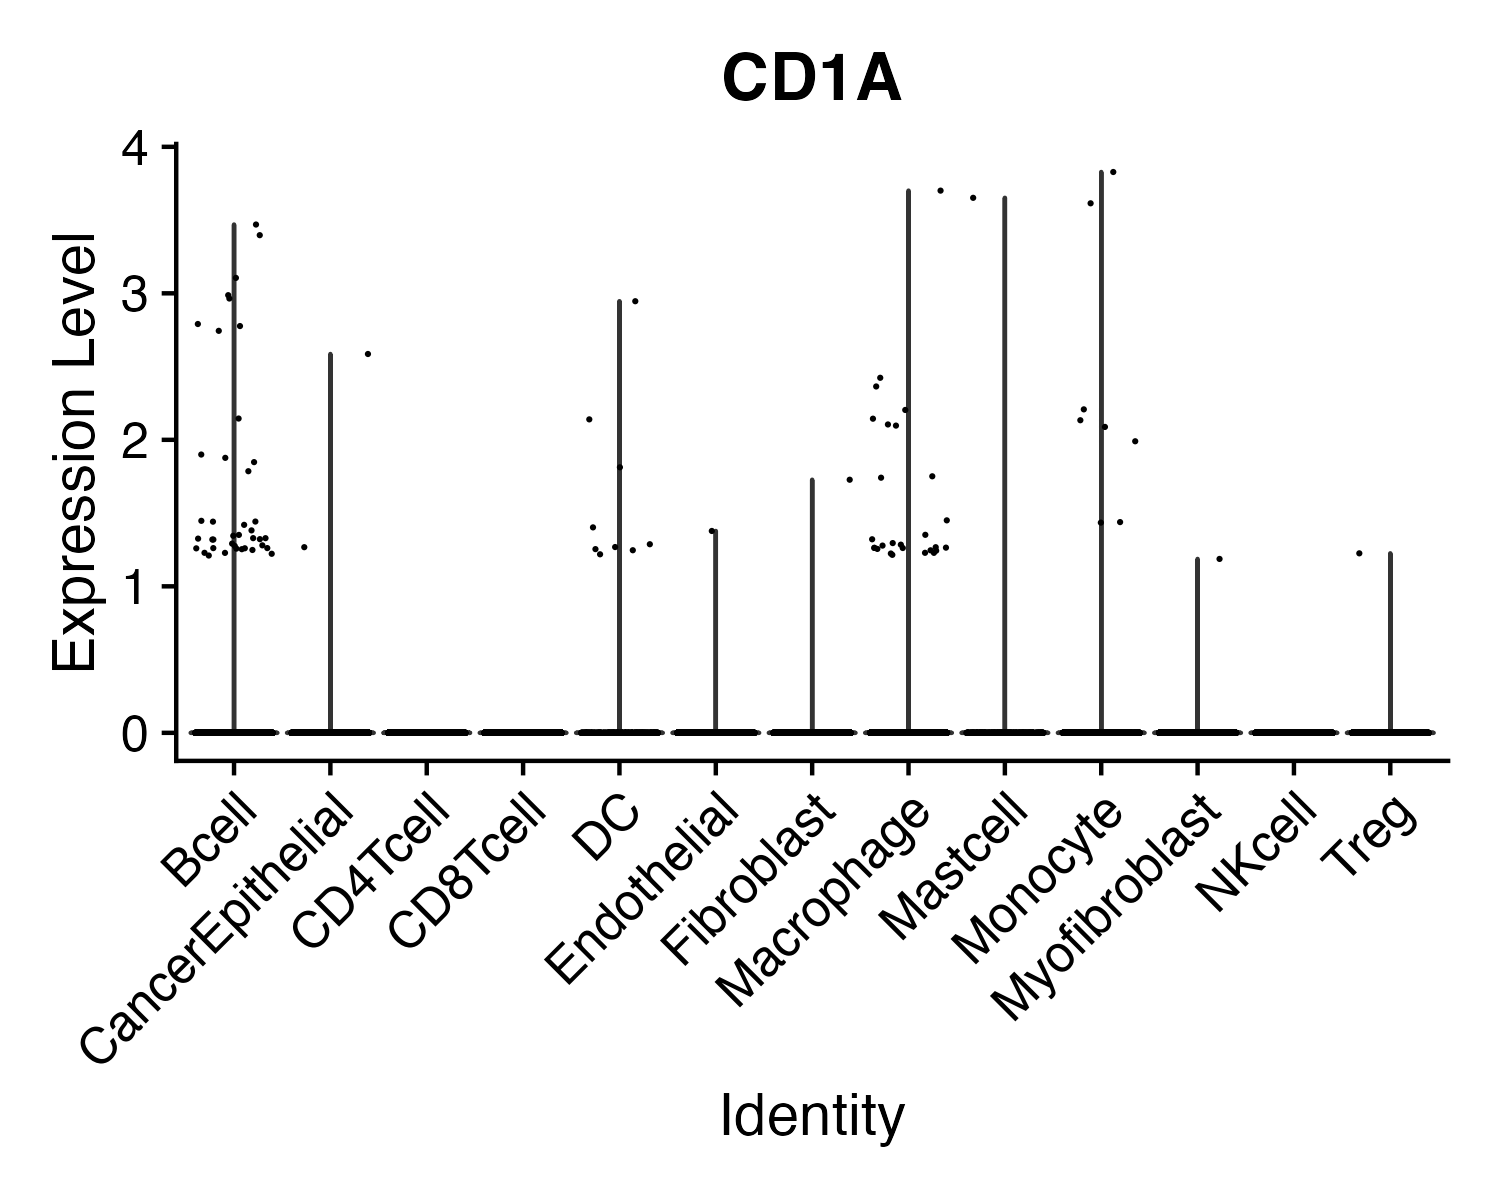 CD1A
Expression Level
4
3
2
1
0
Bcell
CancerEpithelial
CD4Tcell
CD8Tcell
DC
Endothelial
Fibroblast
Macrophage
Mastcell
Monocyte
Myofibroblast
NKcell
Treg
Identity